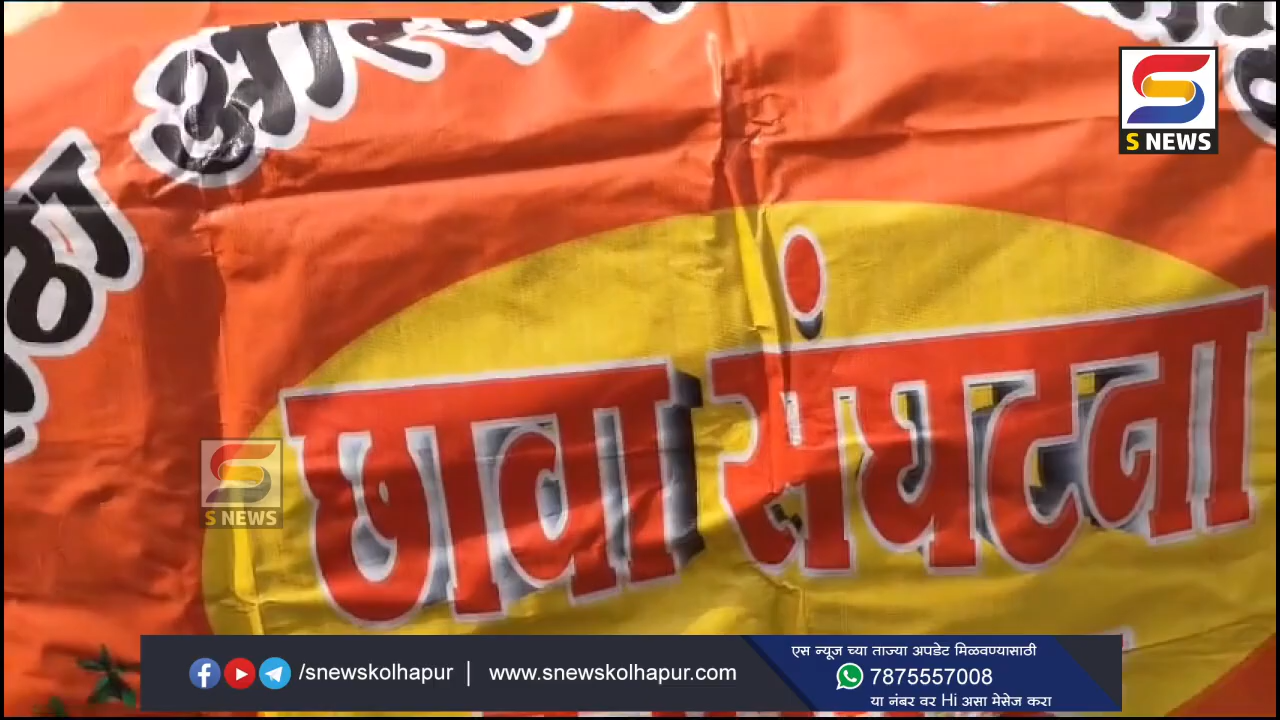 S NEWS
छावा संघटना
S NEWS
/snewskolhapur | www.snewskolhapur.com
एस न्यूज च्या ताज्या अपडेट मिळवण्यासाठी
7875557008
या नंबर वर Hi असा मेसेज करा